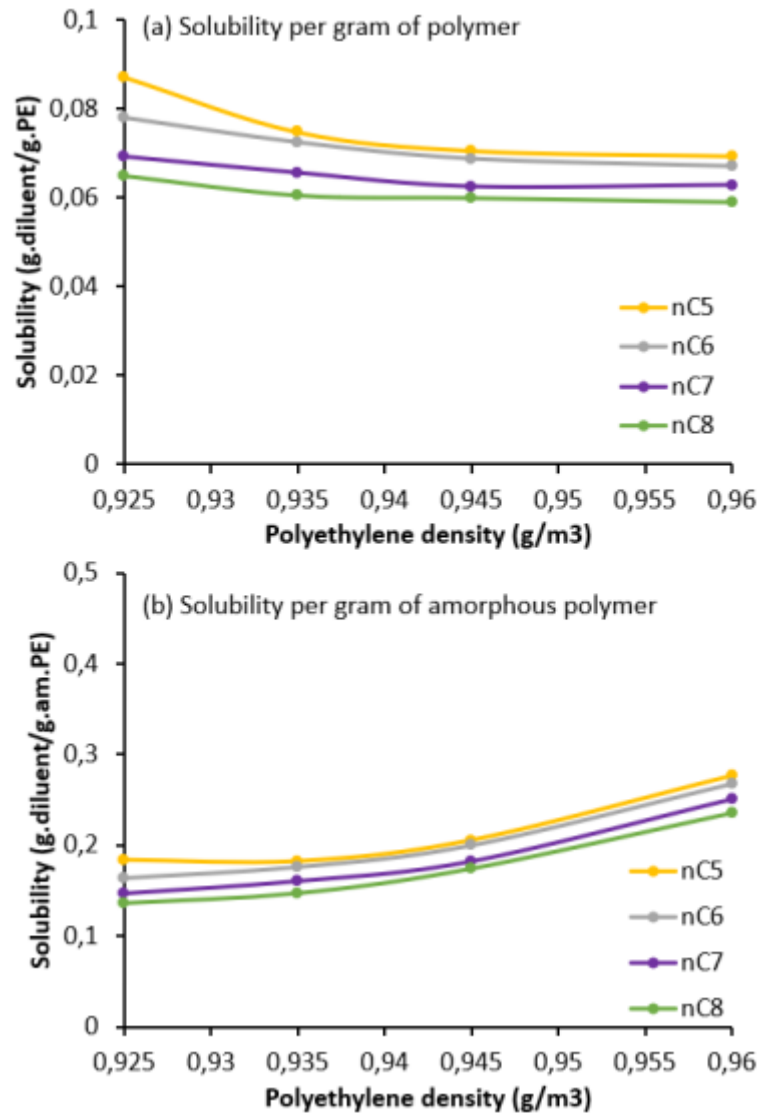 (a) Solubility per gram of polymer
Solubility (g.diluent/g.PE)
0,1
0,08
0,06
0,04
0,02
0
nC5
nC6
nC7
nC8
0,925 0,93 0,935 0,94 0,945 0,95 0,955 0,96
Polyethylene density (g/m3)
(b) Solubility per gram of amorphous polymer
Solubility (g.diluent/g.am.PE)
0,5
0,4
0,3
0,2
0,1
0
nC5
nC6
nC7
nC8
0,925 0,93 0,935 0,94 0,945 0,95 0,955 0,96
Polyethylene density (g/m3)